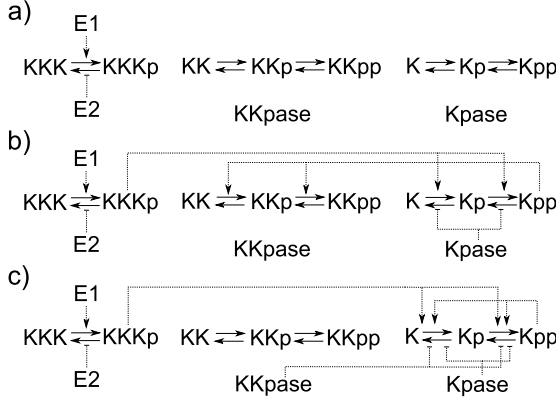 a)
E1
KKK KKKp KK KKp KKpp K Kp Kpp
E2 KKpase Kpase
b)
E1
KKK KKKp KK KKp KKpp K Kp Kpp
E2 KKpase Kpase
c)
E1
KKK KKKp KK KKp KKpp K Kp Kpp
E2 KKpase Kpase